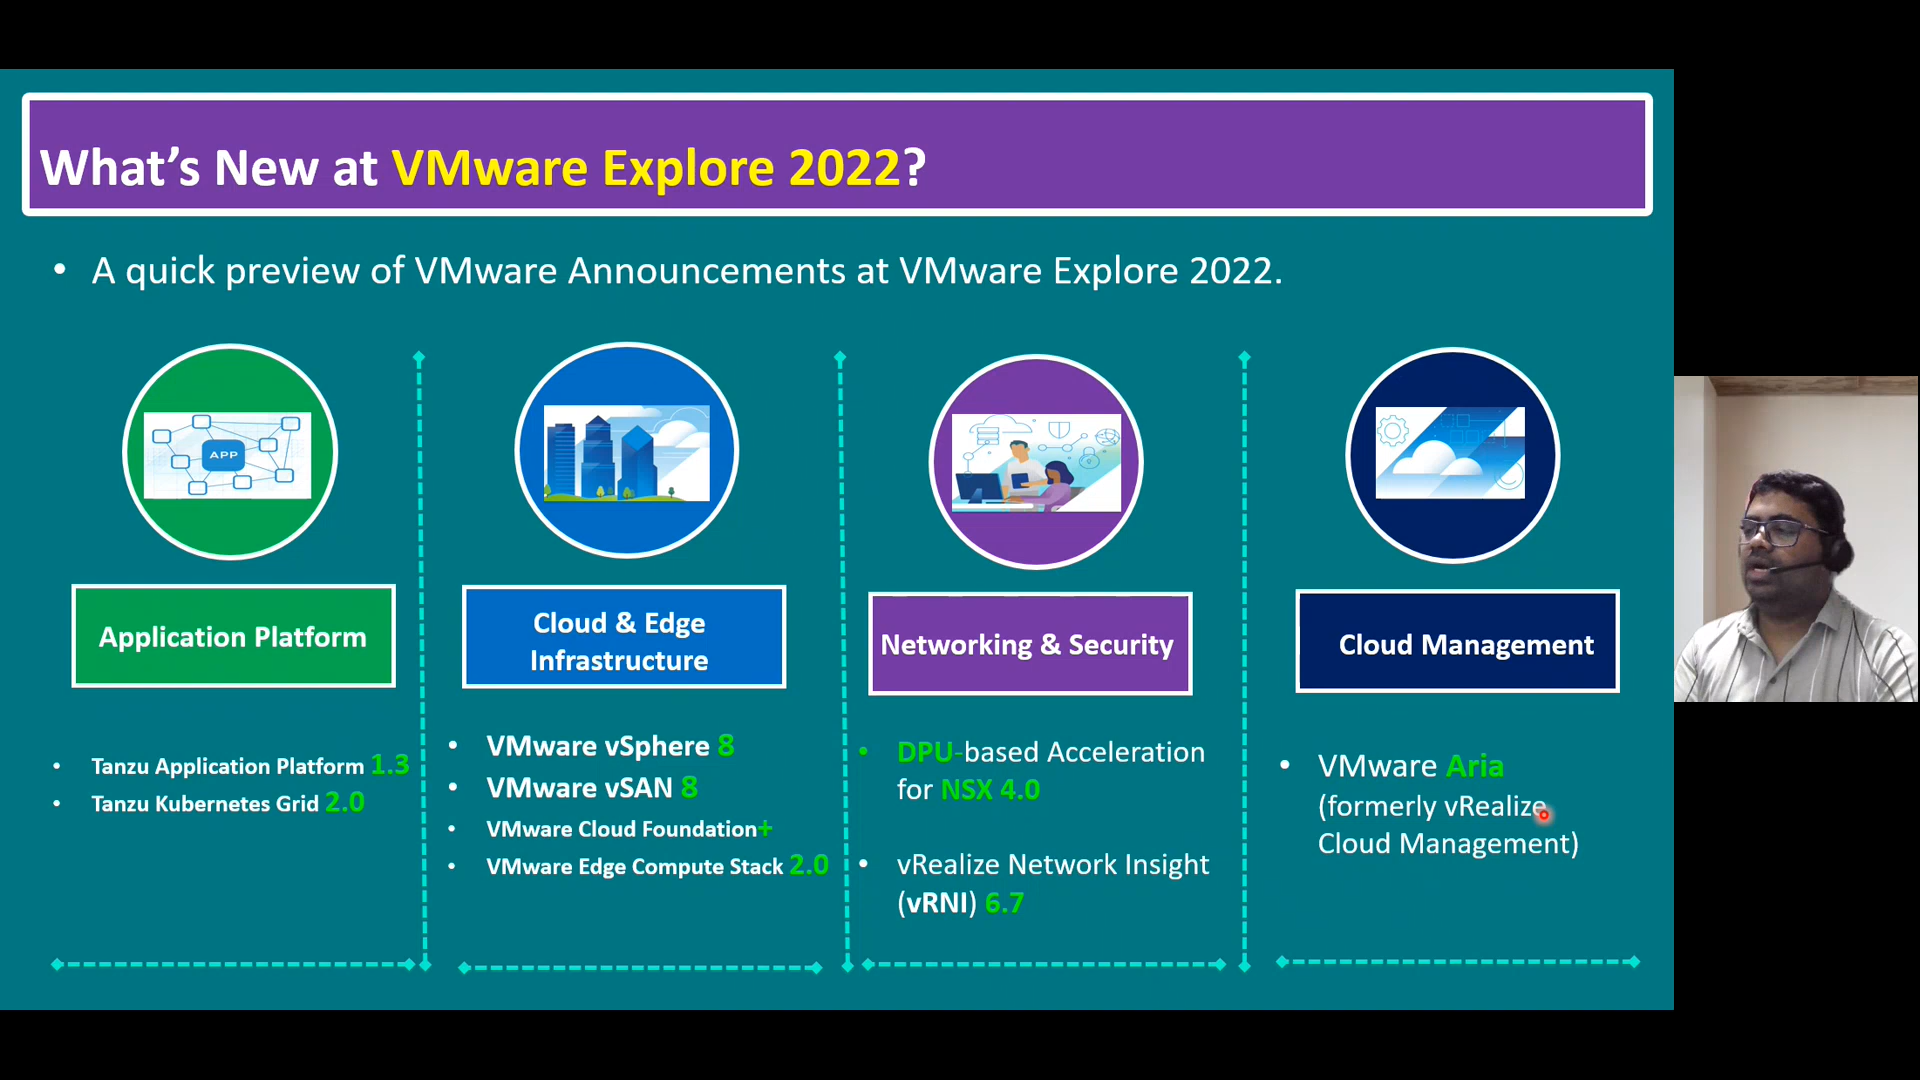 What's New at VMware Explore 2022?
• A quick preview of VMware Announcements at VMware Explore 2022.
APP
Application Platform
• Tanzu Application Platform 1.3
• Tanzu Kubernetes Grid 2.0
Cloud & Edge
Infrastructure
• VMware vSphere 8
• VMware vSAN 8
• VMware Cloud Foundation+
• VMware Edge Compute Stack 2.0
Networking & Security
• DPU-based Acceleration
for NSX 4.0
• vRealize Network Insight
(vRNI) 6.7
Cloud Management
• VMware Aria
(formerly vRealize
Cloud Management)